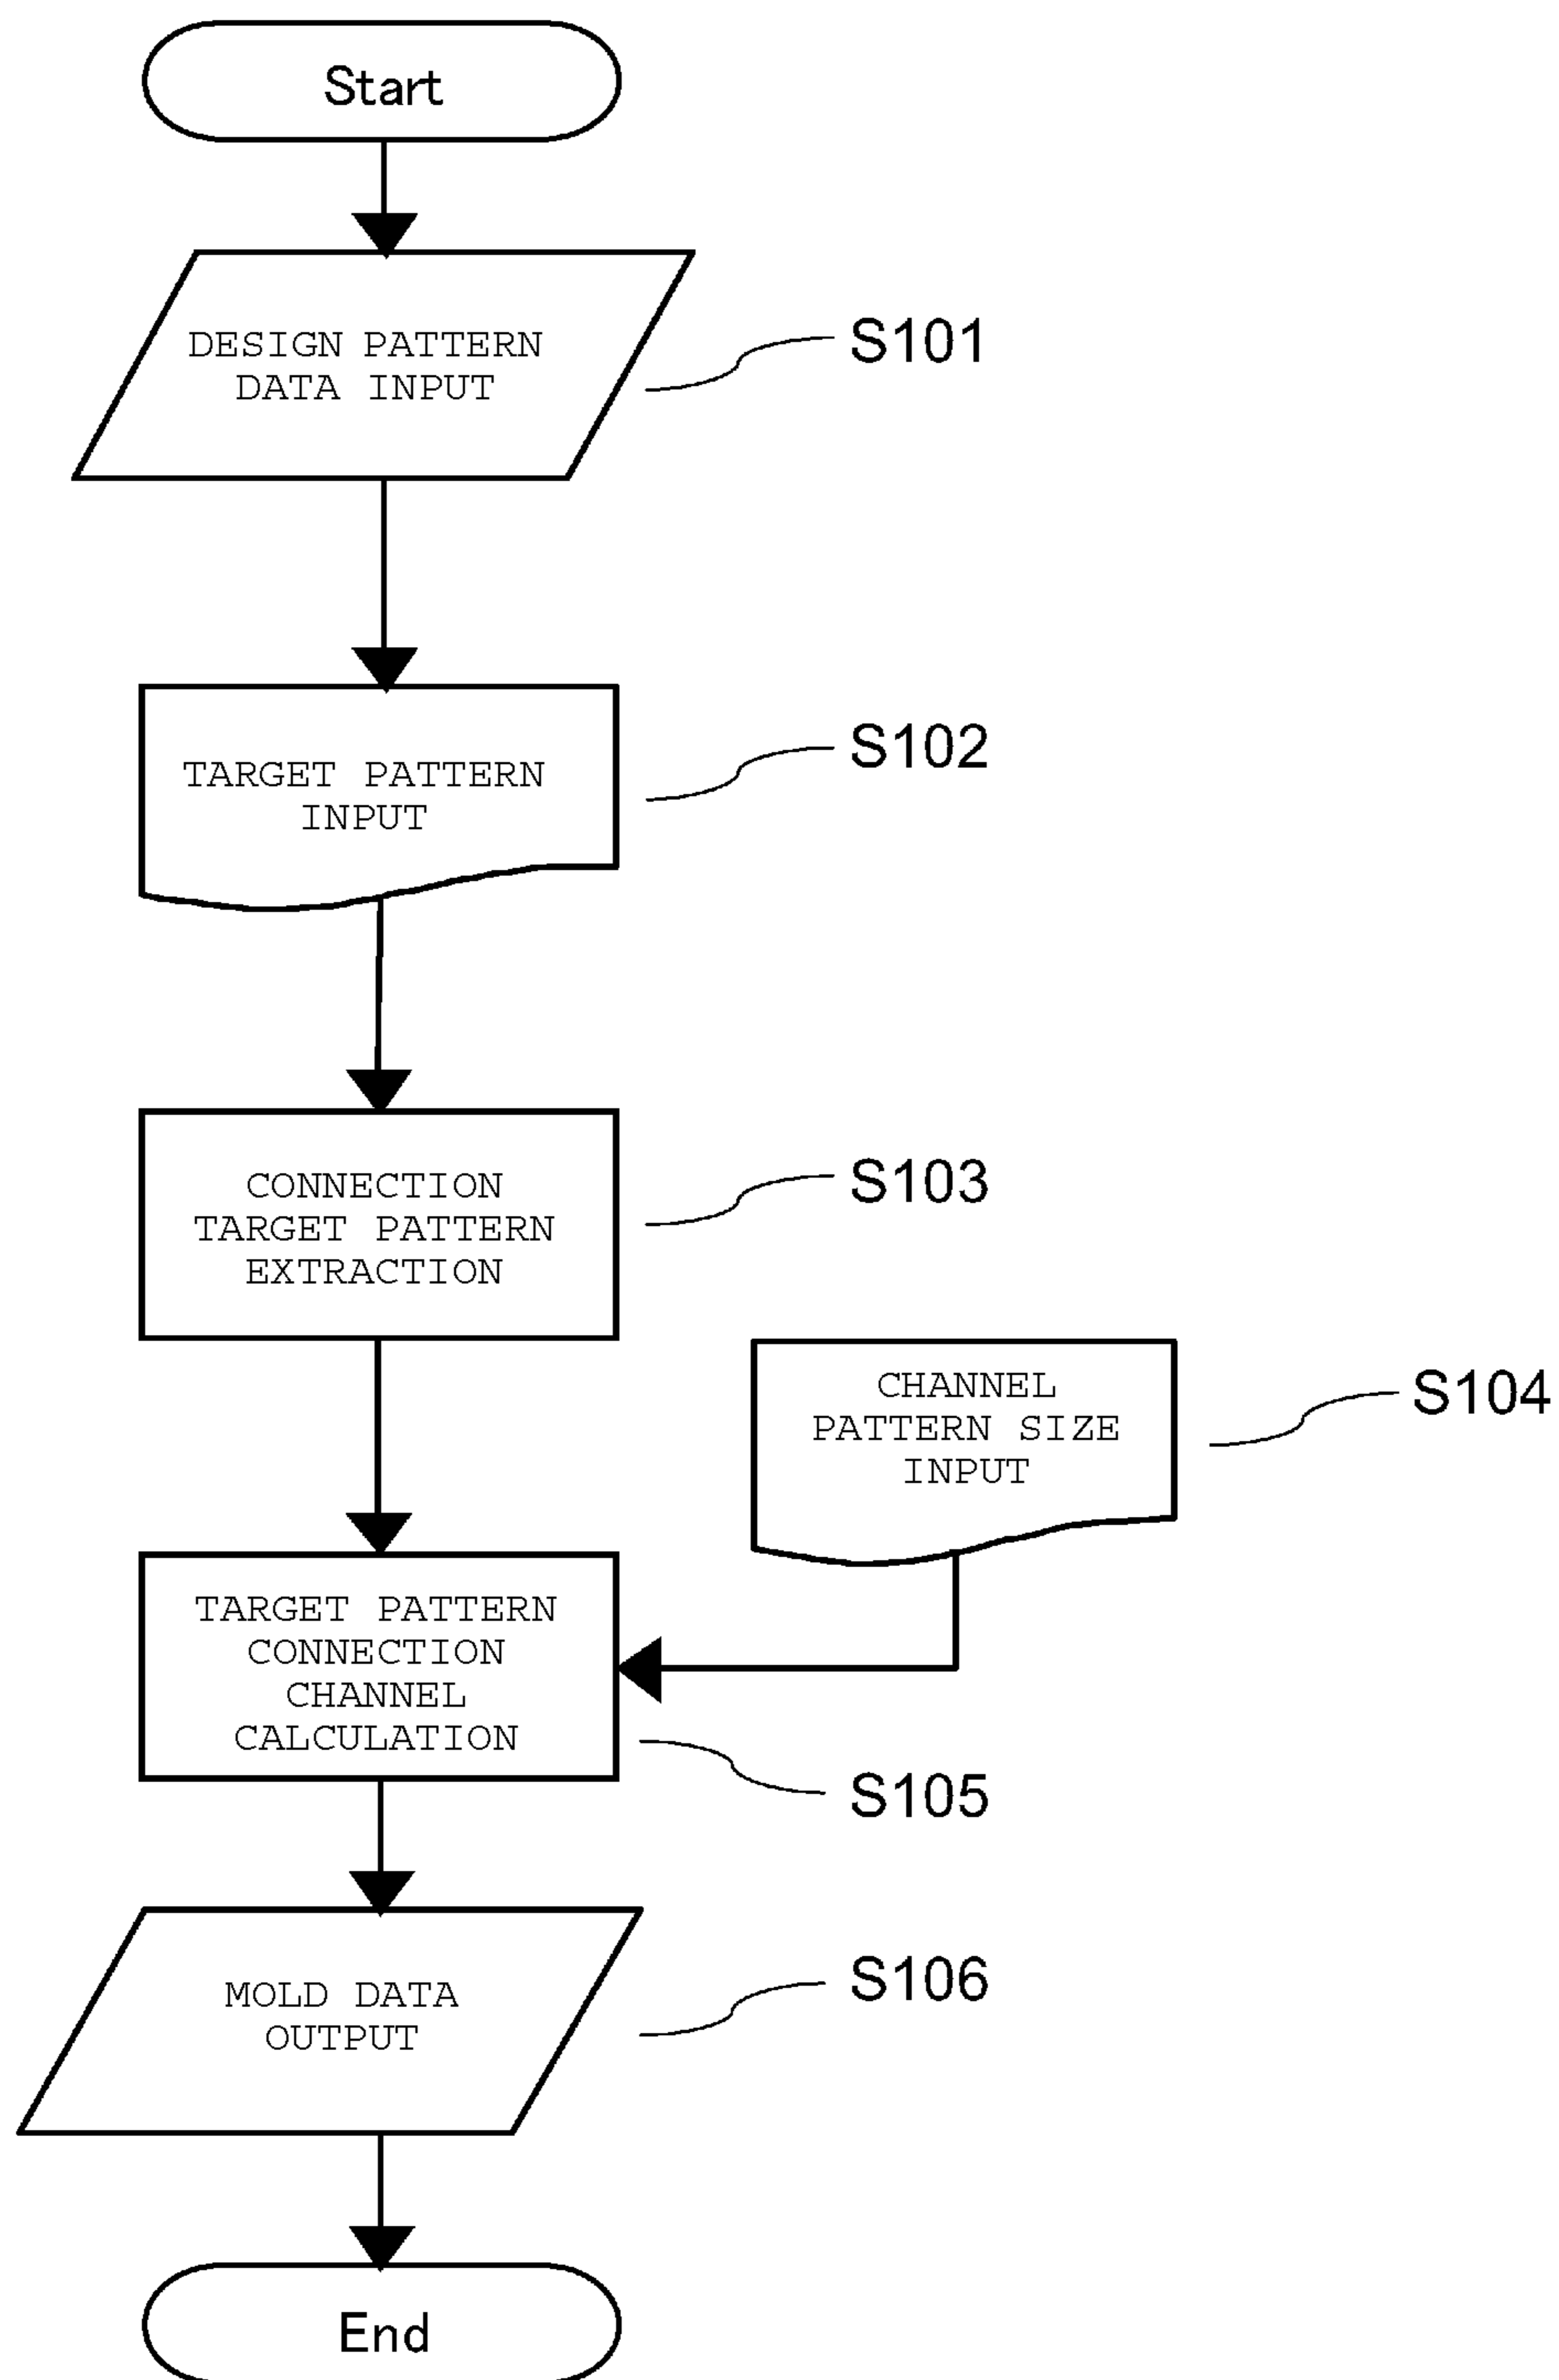 Start
DESIGN PATTERN
DATA INPUT
S101
TARGET PATTERN
INPUT
S102
CONNECTION
TARGET PATTERN
EXTRACTION
S103
CHANNEL
PATTERN SIZE
INPUT
S104
TARGET PATTERN
CONNECTION
CHANNEL
CALCULATION
S105
MOLD DATA
OUTPUT
S106
End